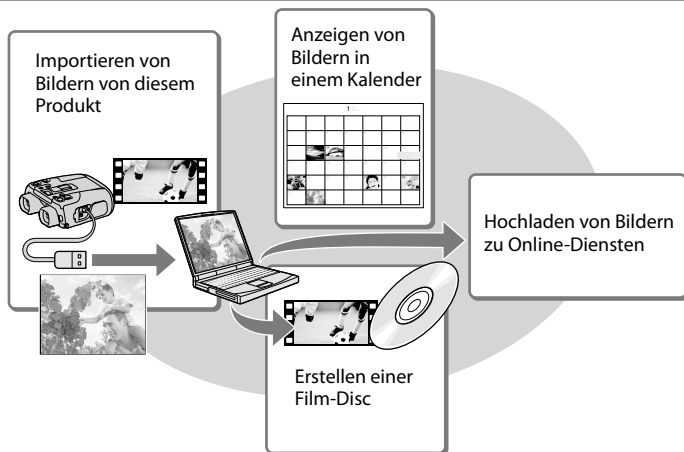 Importieren von
Bildern von diesem
Produkt
Anzeigen von
Bildern in
einem Kalender
1
Hochladen von Bildern
zu Online-Diensten
Erstellen einer
Film-Disc